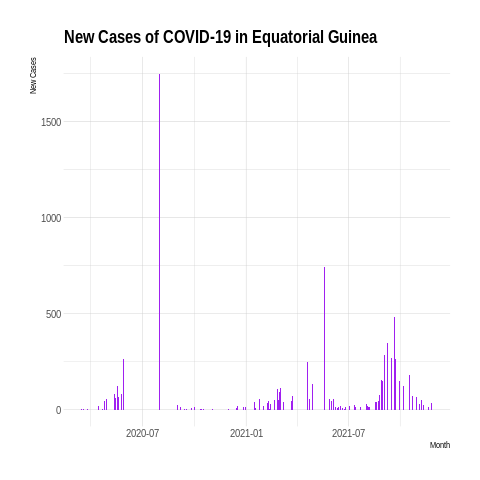 New Cases of COVID-19 in Equatorial Guinea
New Cases
1500
1000
500
0
2020-07 2021-01 2021-07
Month